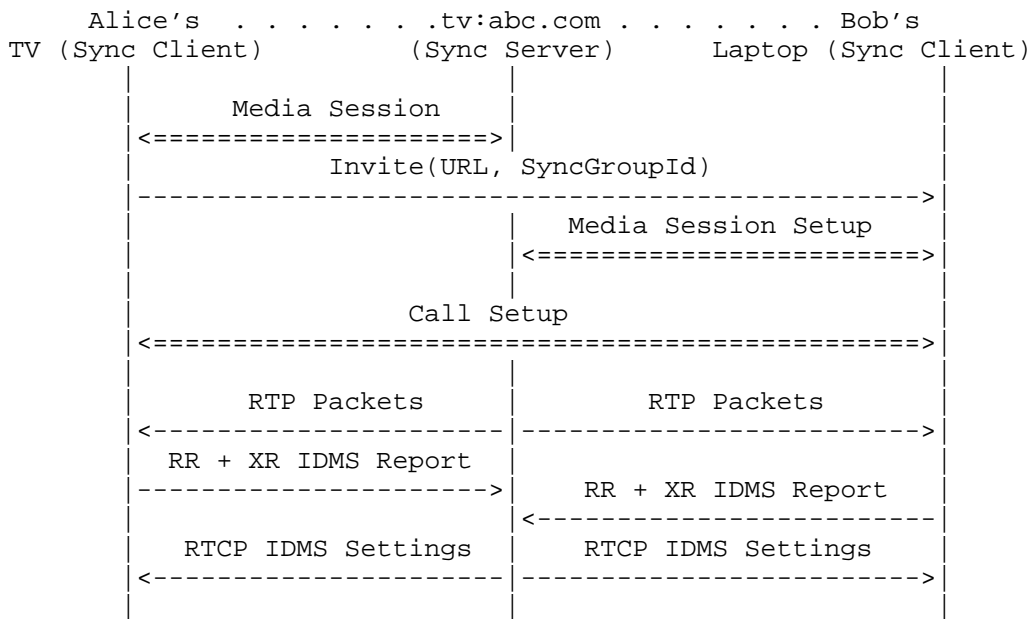 Alice's . . . . . . .tv:abc.com . . . . . . . Bob's
TV (Sync Client) (Sync Server) Laptop (Sync Client)
Media Session
Invite(URL, SyncGroupId)
Media Session Setup
Call Setup
RTP Packets RTP Packets
RR + XR IDMS Report
RR + XR IDMS Report
RTCP IDMS Settings RTCP IDMS Settings